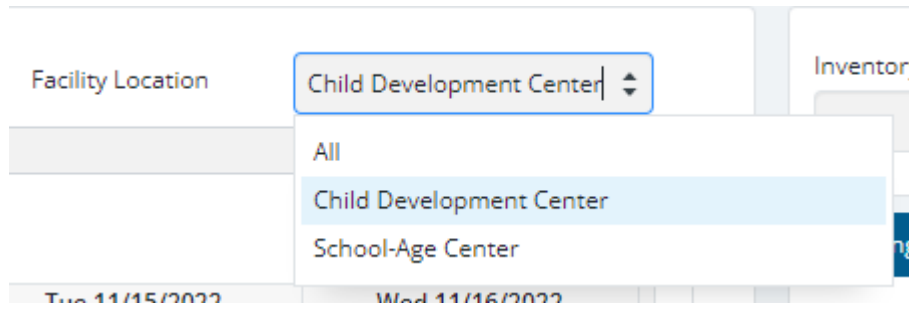 Facility Location
Child Development Center
Inventor
All
Child Development Center
School-Age Center
Tue 11/15/2022
Wed 11/16/2022